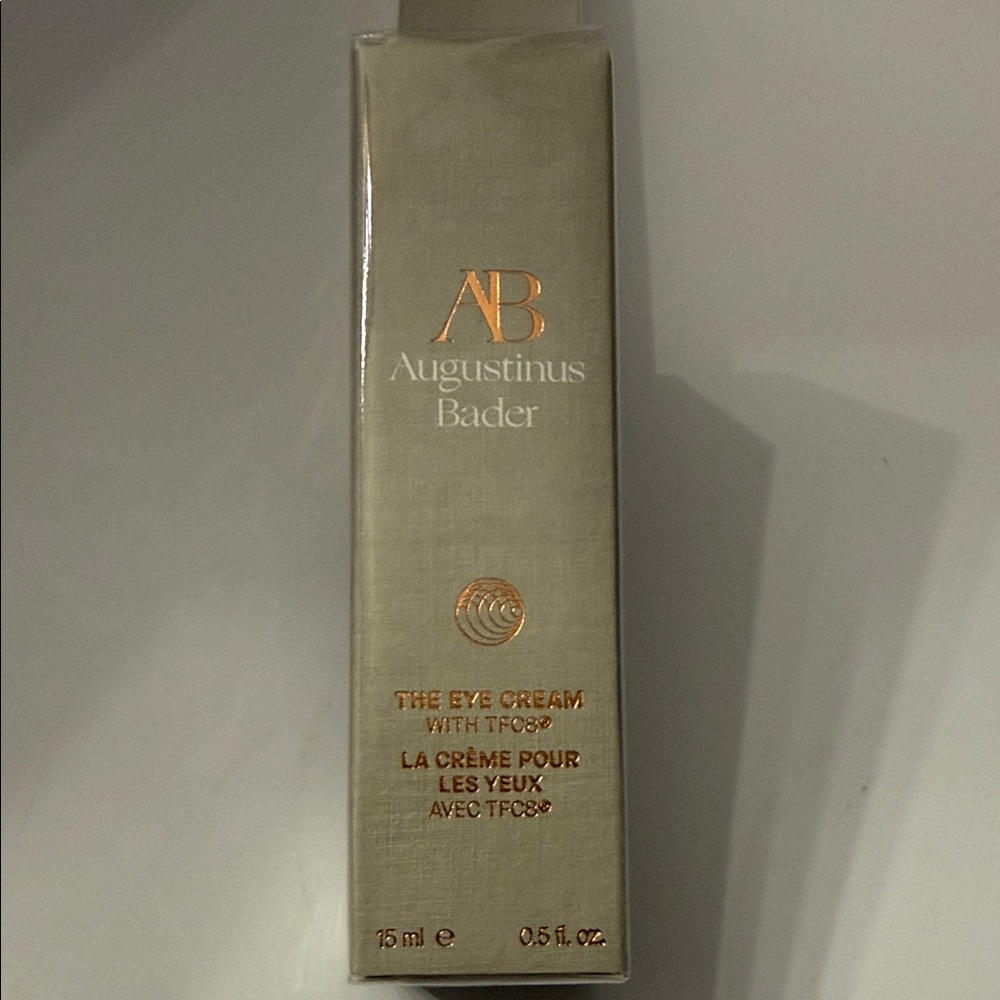 AB
Augustinus
Bader
THE EYE CREAM
WITH TFC8®
LA CRÈME POUR
LES YEUX
AVEC TFC8®
15 ml ℮ 0.5 fl. oz.